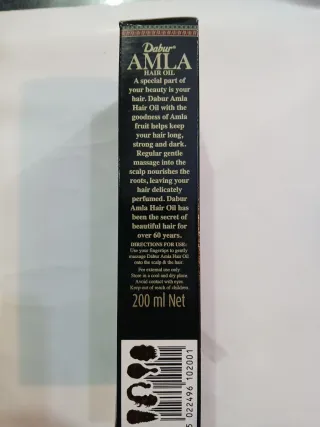 Dabur®
AMLA
HAIR OIL
A special part of
your beauty is your
hair. Dabur Amla
Hair Oil with the
goodness of Amla
fruit helps keep
your hair long,
strong and dark.
Regular gentle
massage into the
scalp nourishes the
roots, leaving your
hair delicately
perfumed. Dabur
Amla Hair Oil has
been the secret of
beautiful hair for
over 60 years.
DIRECTIONS FOR USE:
Use your fingertips to gently
massage Dabur Amla Hair Oil
onto the scalp & the hair.
For external use only.
Store in a cool and dry place.
Avoid contact with eyes.
Keep out of reach of children.
200 ml Net
5 022496 102001